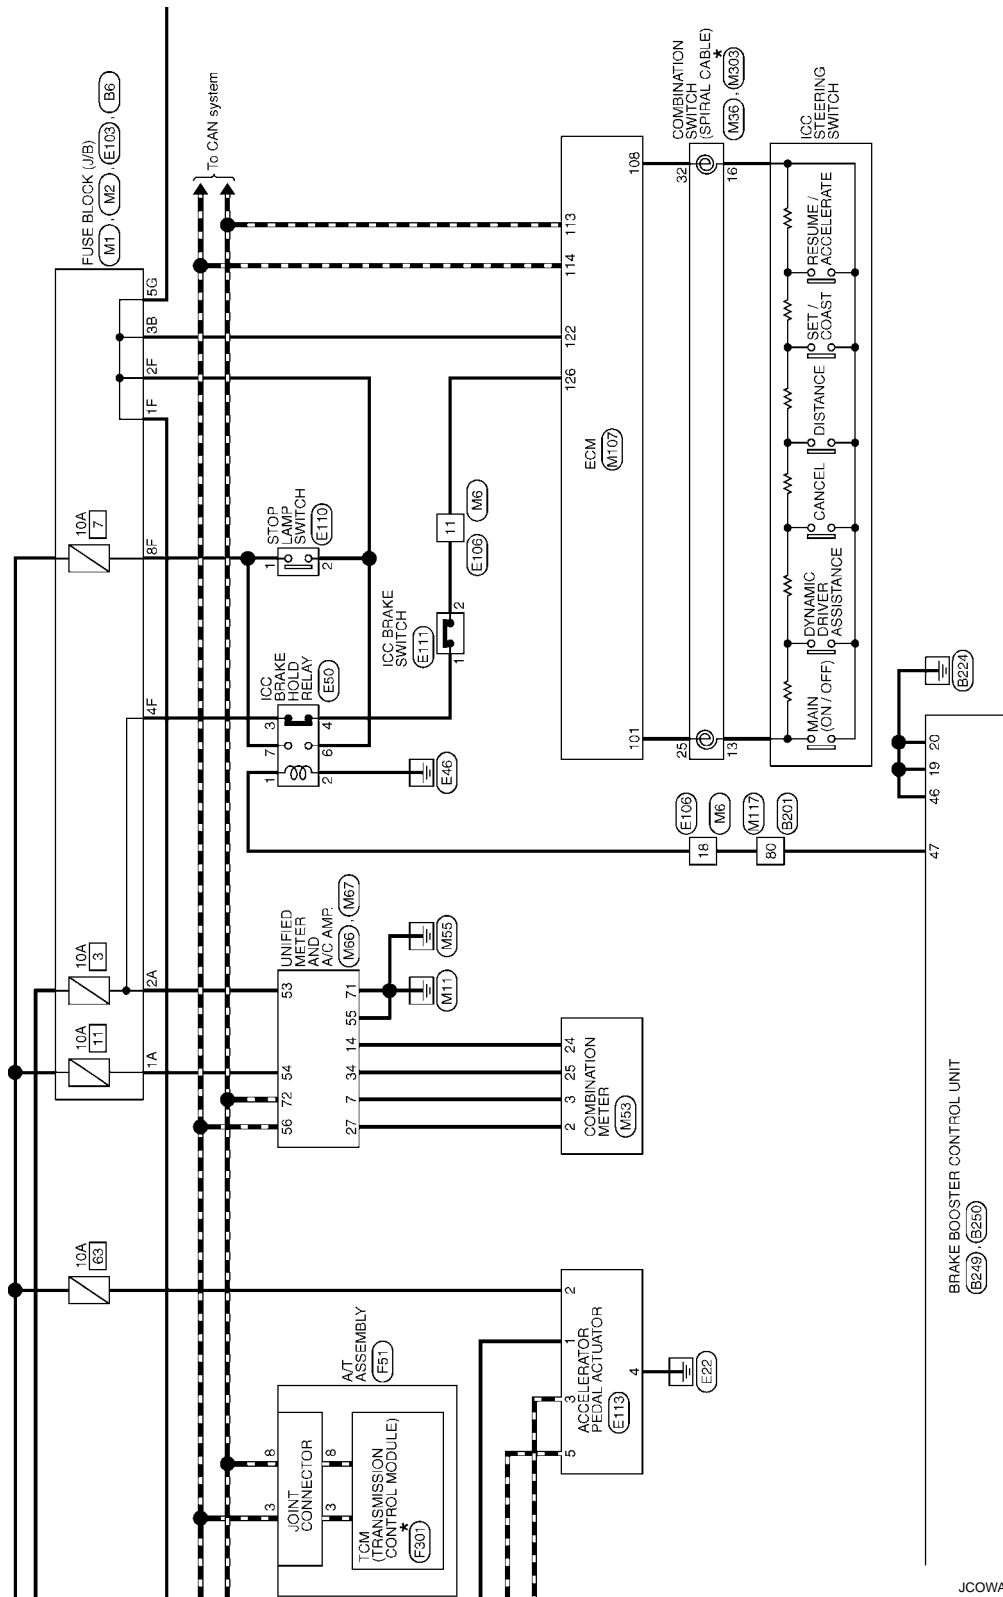 FUSE BLOCK (J/B)
M1 , M2 , E103 , B6
To CAN system
5G
3B
2F
1F
10A
7
8F
4F
10A
3
2A
10A
11
1A
10A
63
STOP
LAMP
SWITCH
E110
1
2
ICC
BRAKE
HOLD
RELAY
E50
3
7
1
4
6
2
E46
ICC BRAKE
SWITCH
E111
1
2
E106
11
M6
ECM
M107
113
114
122
126
108
101
COMBINATION
SWITCH
(SPIRAL CABLE)
*
M36 , M303
32
16
25
13
ICC
STEERING
SWITCH
RESUME /
ACCELERATE
SET /
COAST
DISTANCE
CANCEL
DYNAMIC
DRIVER
ASSISTANCE
MAIN
(ON / OFF)
E106
M6
18
M117
B201
80
B224
20
19
46
47
BRAKE BOOSTER CONTROL UNIT
B249 , B250
UNIFIED
METER
AND
A/C AMP.
M66 , M67
53
54
72
56
71
55
14
34
7
27
M55
M11
24
25
3
2
COMBINATION
METER
M53
A/T
ASSEMBLY
F51
JOINT
CONNECTOR
8
3
8
3
TCM
(TRANSMISSION
CONTROL MODULE)
*
F301
ACCELERATOR
PEDAL ACTUATOR
E113
2
1
3
5
4
E22
JCOWA